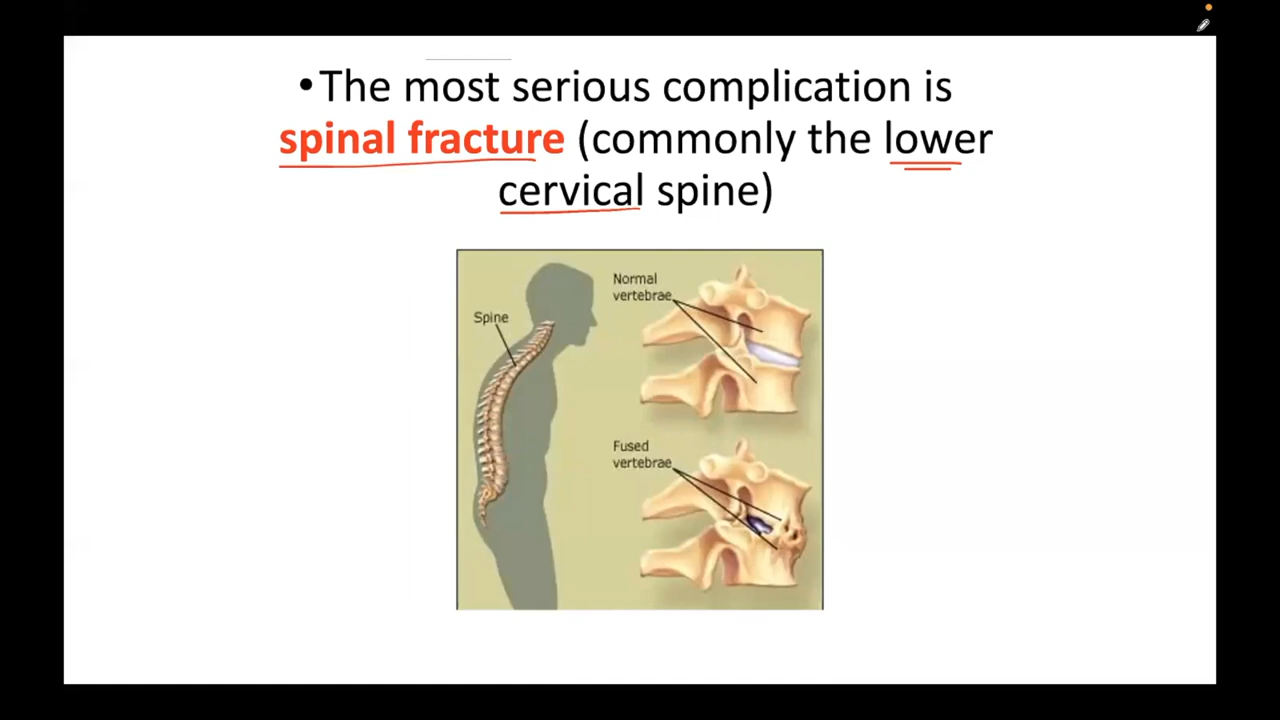 •The most serious complication is
spinal fracture (commonly the lower
cervical spine)
Normal
vertebrae
Spine
Fused
vertebrae